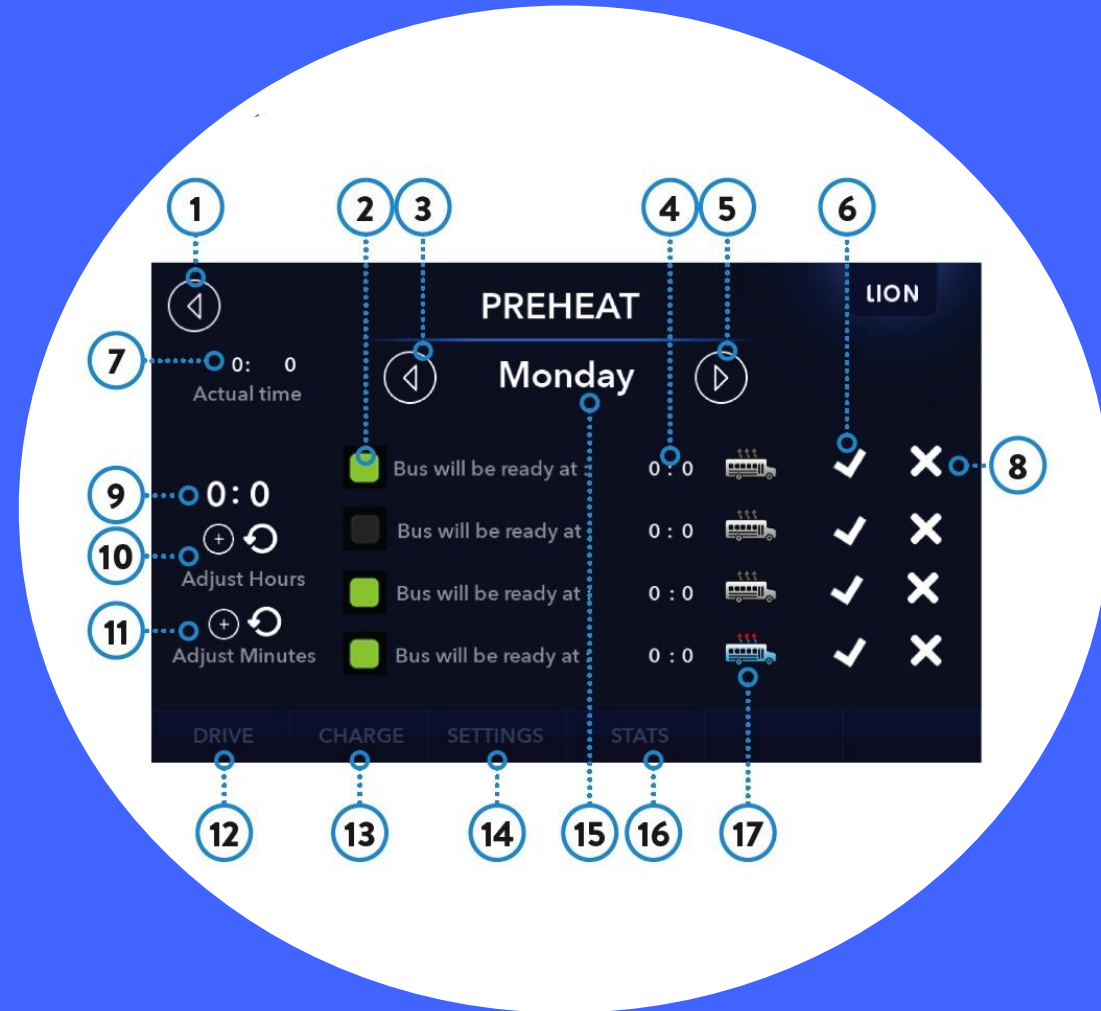 1 2 3 4 5 6
PREHEAT LION
7 0: 0 Monday
Actual time
Bus will be ready at : 0 : 0 8
9 0: 0
Bus will be ready at 0 : 0
10
Adjust Hours Bus will be ready at 0 : 0
11
Adjust Minutes Bus will be ready at 0 : 0
DRIVE CHARGE SETTINGS STATS
12 13 14 15 16 17